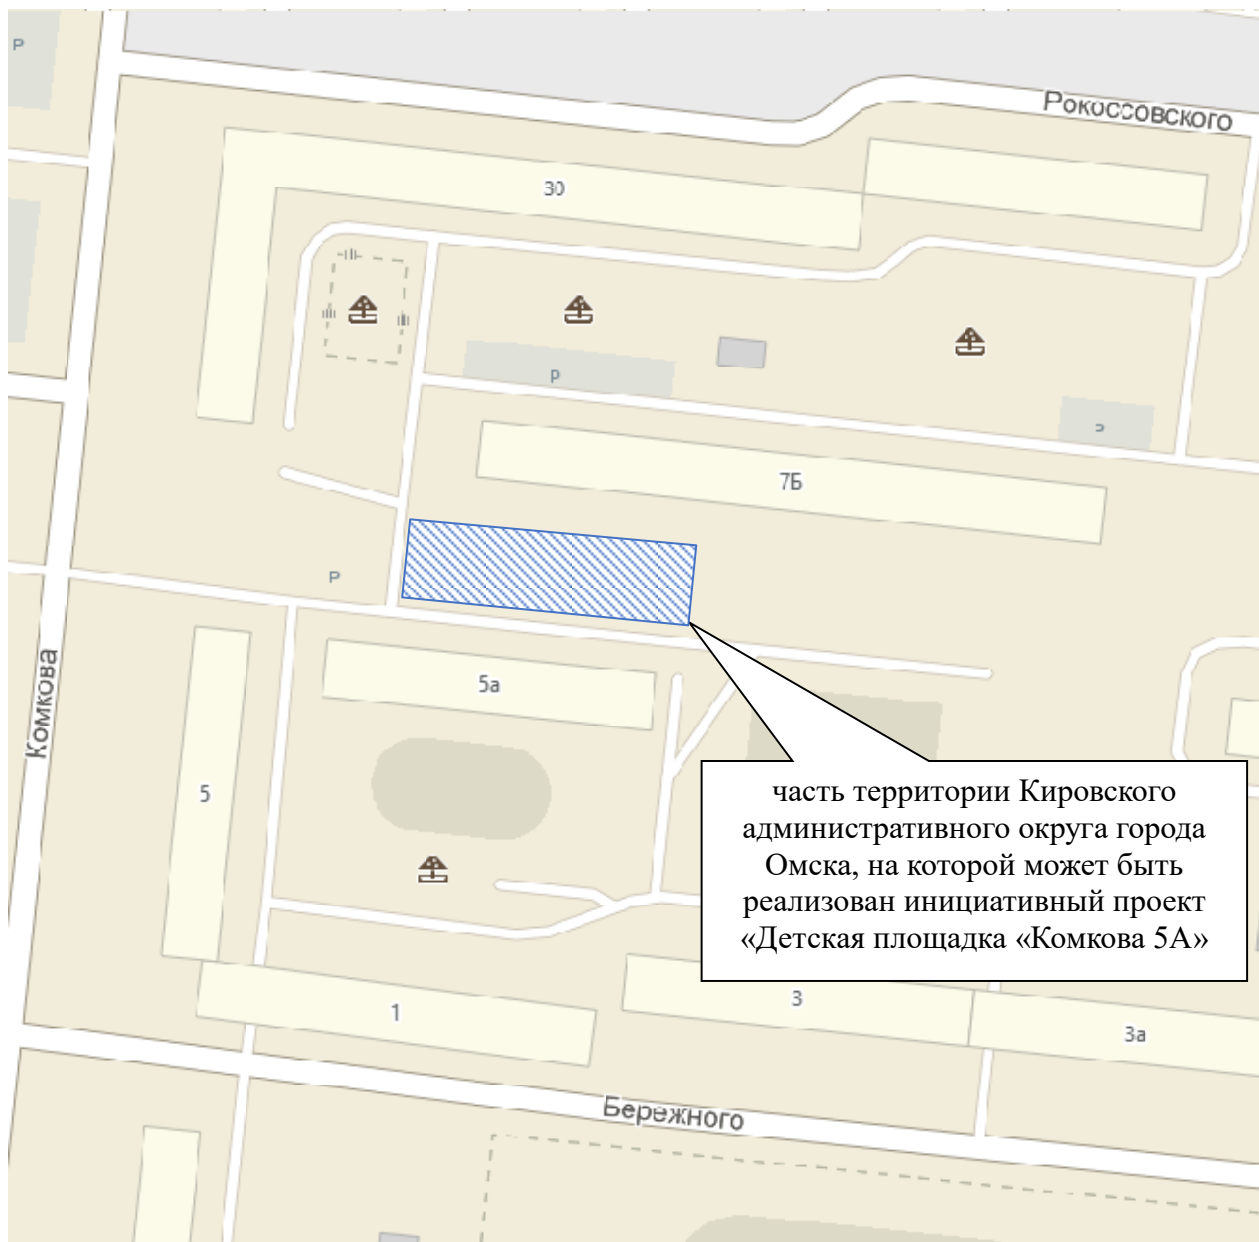 P
Рокоссовского
30
P
P
7Б
P
Комкова
5а
5
часть территории Кировского
административного округа города
Омска, на которой может быть
реализован инициативный проект
«Детская площадка «Комкова 5А»
3
1
3а
Бережного